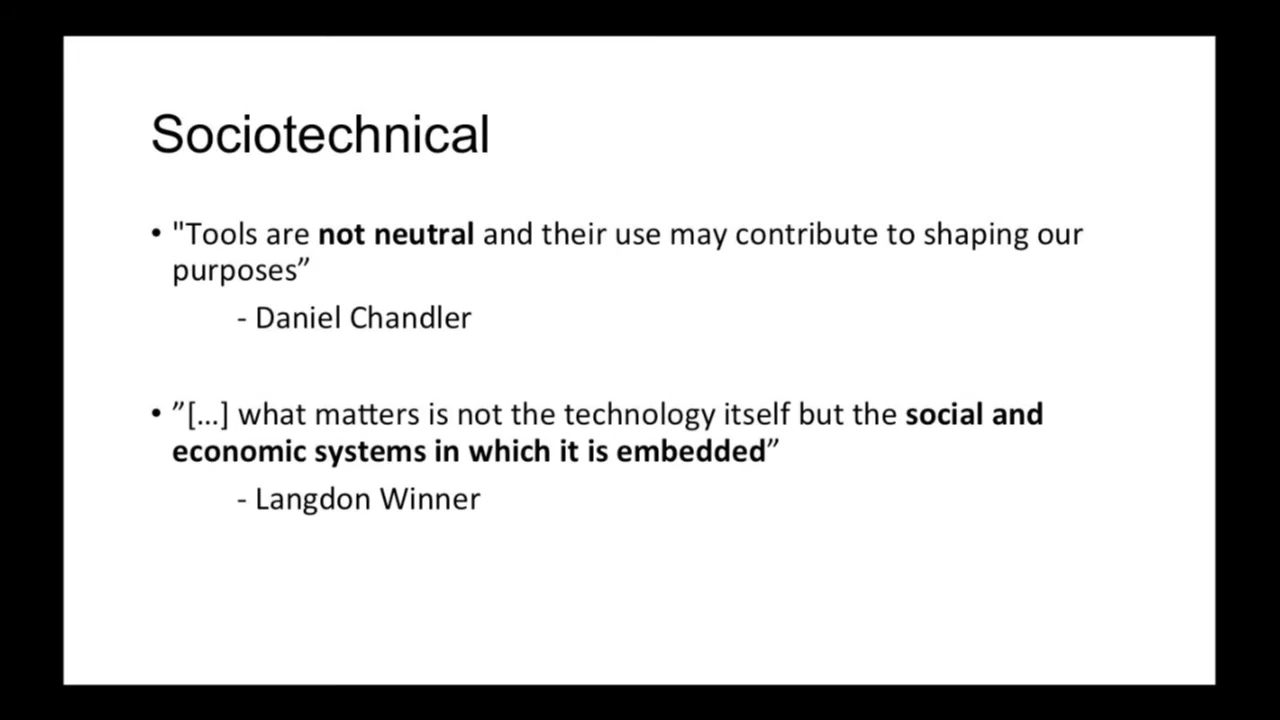 Sociotechnical
• "Tools are not neutral and their use may contribute to shaping our
purposes”
- Daniel Chandler
• ”[...] what matters is not the technology itself but the social and
economic systems in which it is embedded”
- Langdon Winner